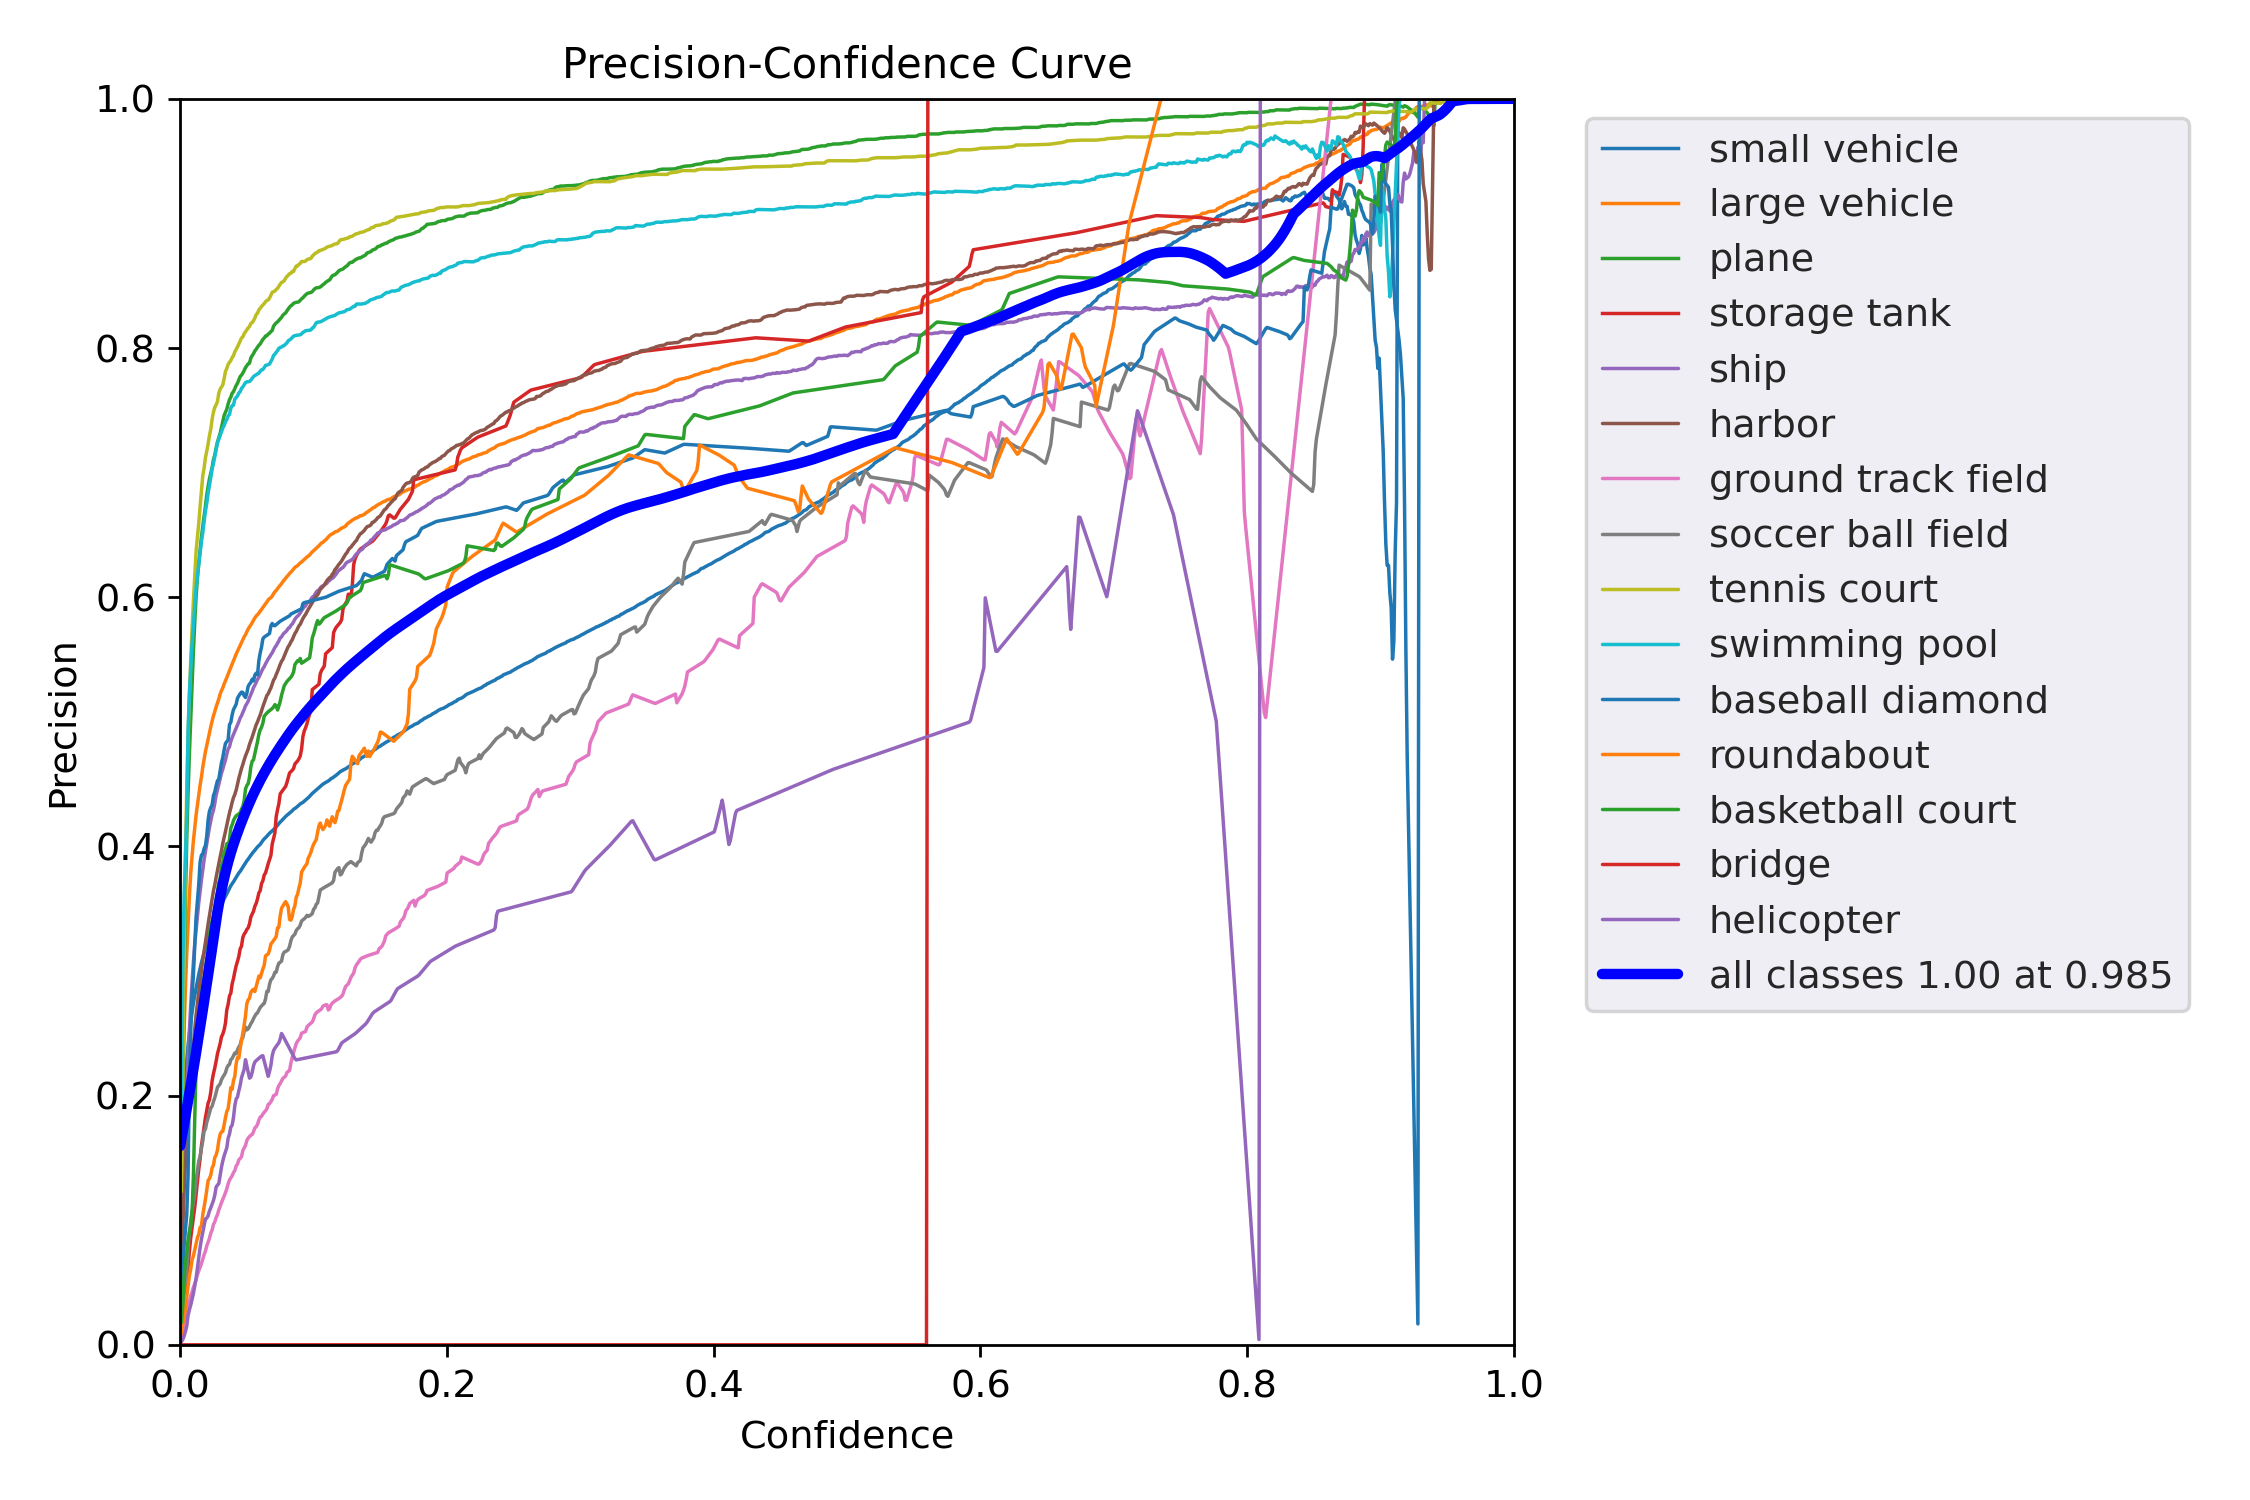 Precision-Confidence Curve
1.0
0.8
0.6
0.4
0.2
0.0
Precision
0.0 0.2 0.4 0.6 0.8 1.0
Confidence
small vehicle
large vehicle
plane
storage tank
ship
harbor
ground track field
soccer ball field
tennis court
swimming pool
baseball diamond
roundabout
basketball court
bridge
helicopter
all classes 1.00 at 0.985